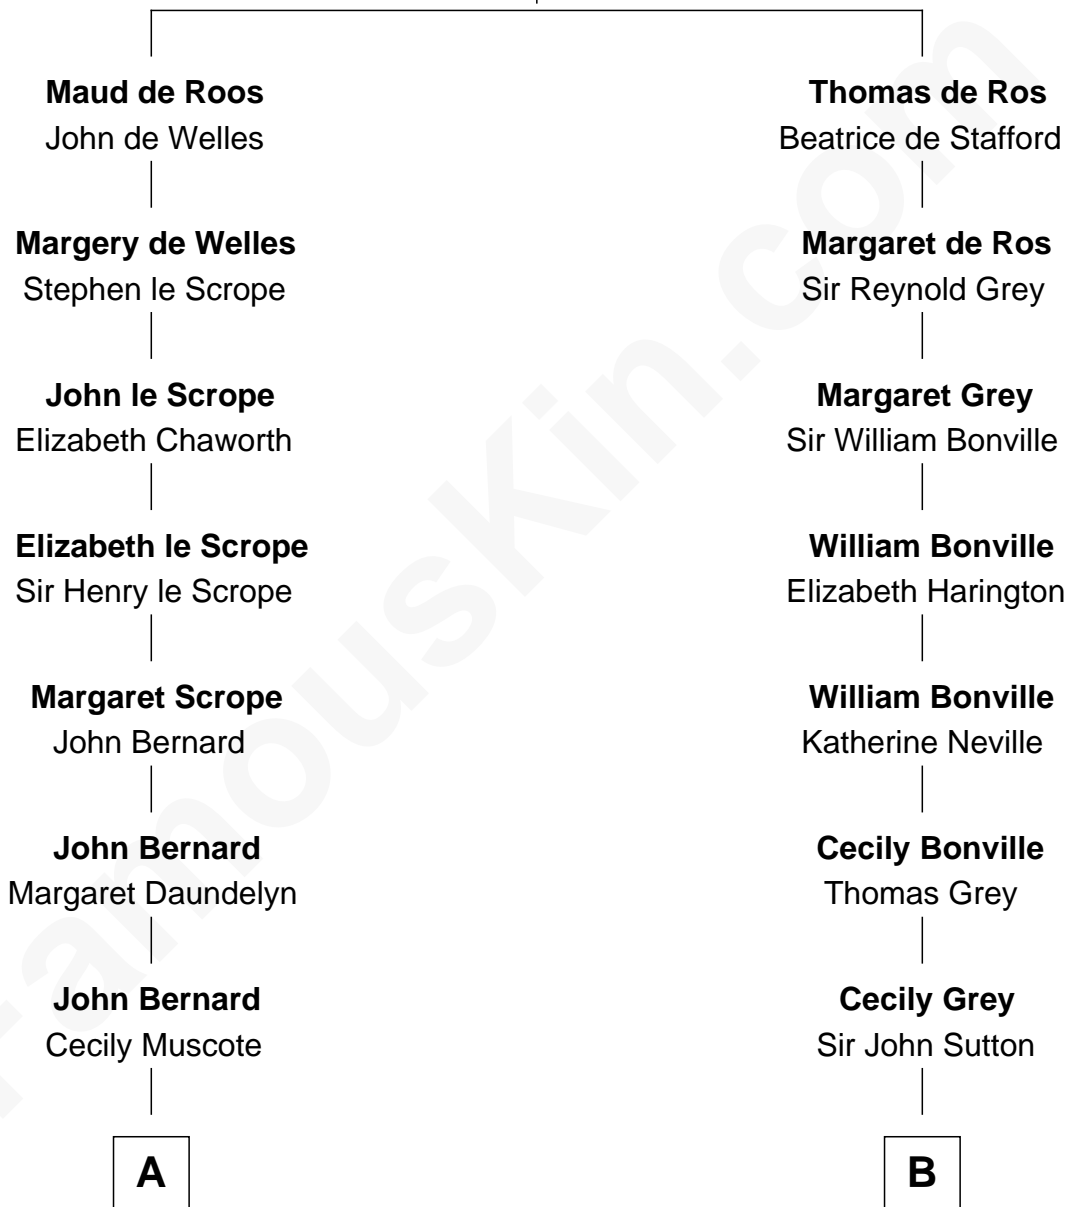 Maud de Roos
John de Welles
Thomas de Ros
Beatrice de Stafford
Margery de Welles
Stephen le Scrope
Margaret de Ros
Sir Reynold Grey
John le Scrope
Elizabeth Chaworth
Margaret Grey
Sir William Bonville
Elizabeth le Scrope
Sir Henry le Scrope
William Bonville
Elizabeth Harington
Margaret Scrope
John Bernard
William Bonville
Katherine Neville
John Bernard
Margaret Daundelyn
Cecily Bonville
Thomas Grey
John Bernard
Cecily Muscote
Cecily Grey
Sir John Sutton
A
B
FamousKin.com